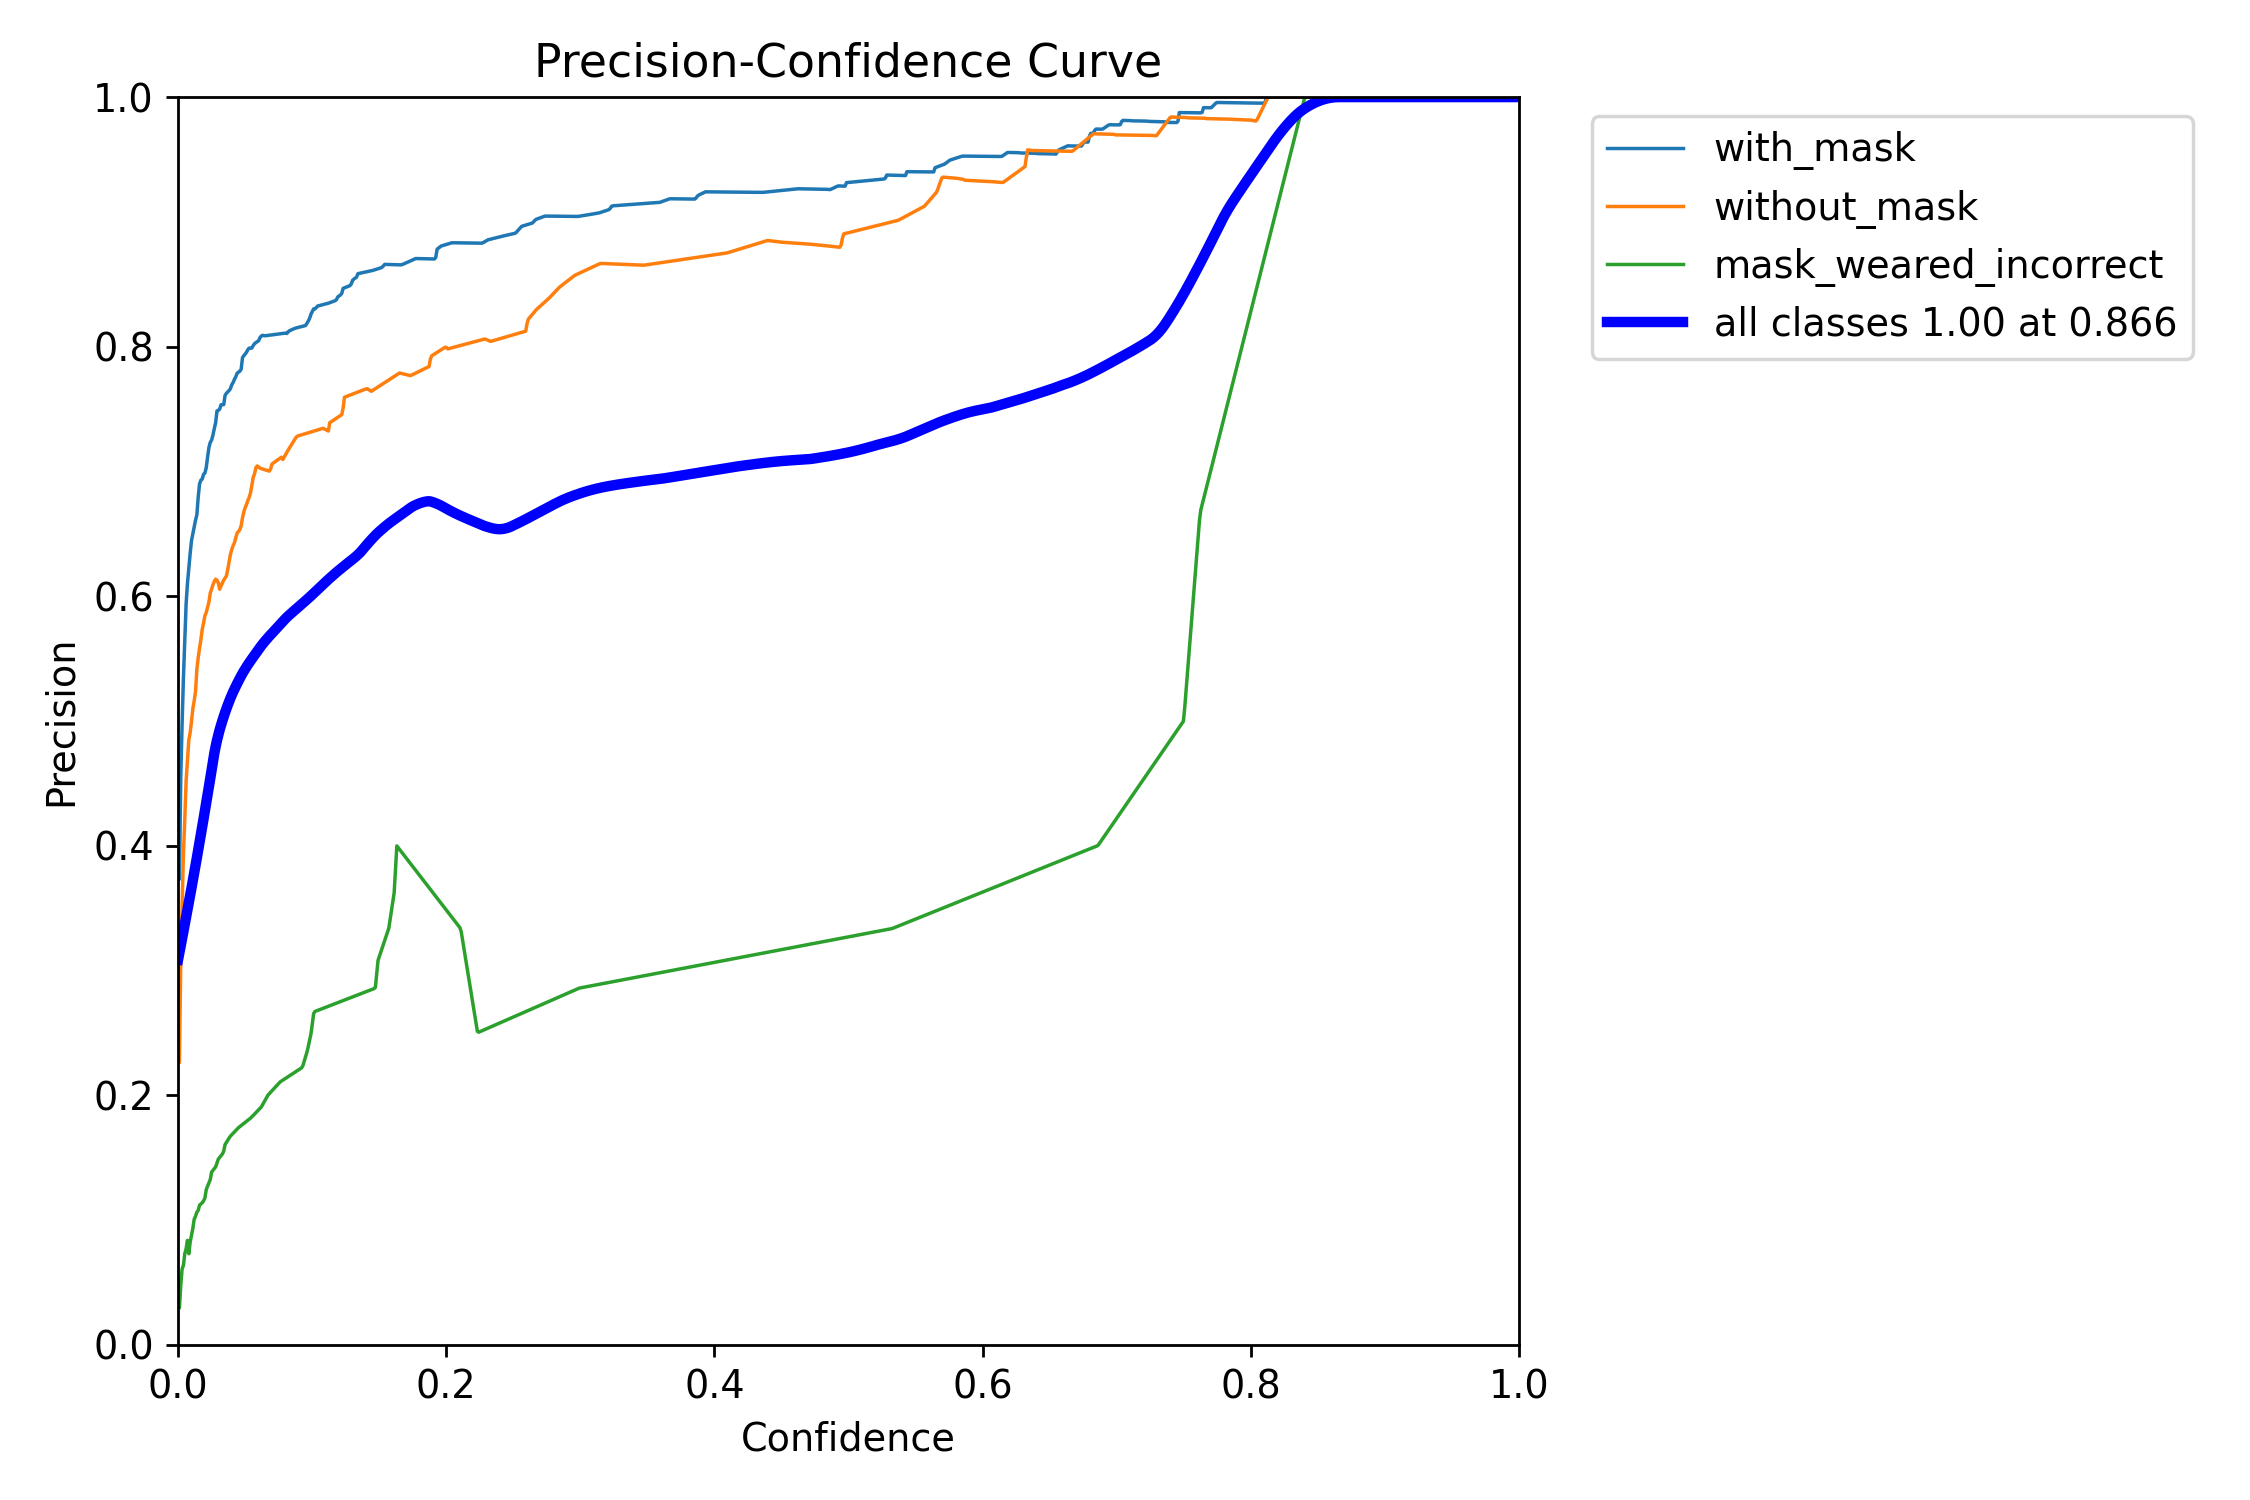 Precision-Confidence Curve
1.0
0.8
0.6
0.4
0.2
0.0
Precision
0.0 0.2 0.4 0.6 0.8 1.0
Confidence
with_mask
without_mask
mask_weared_incorrect
all classes 1.00 at 0.866